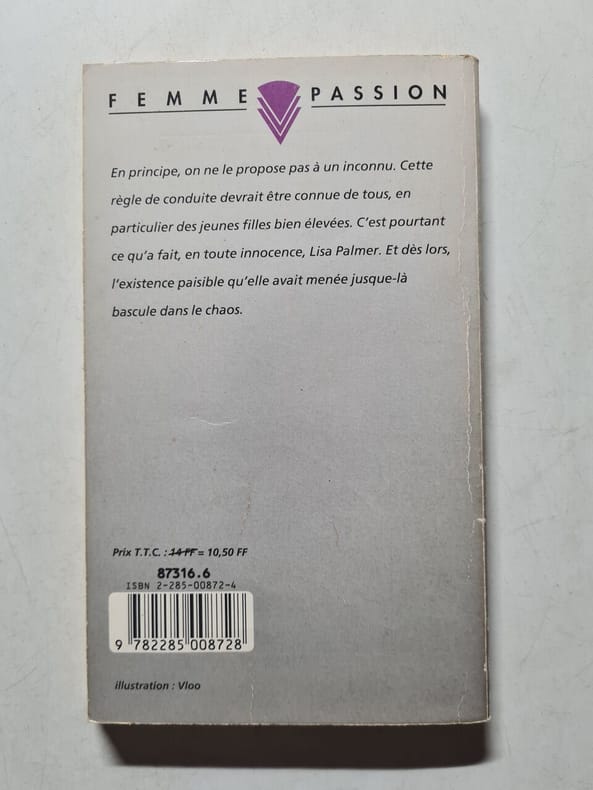 FEMME PASSION
En principe, on ne le propose pas à un inconnu. Cette
règle de conduite devrait être connue de tous, en
particulier des jeunes filles bien élevées. C'est pourtant
ce qu'a fait, en toute innocence, Lisa Palmer. Et dès lors,
l'existence paisible qu'elle avait menée jusque-là
bascule dans le chaos.
Prix T.T.C. : 14 FF = 10,50 FF
87316.6
ISBN 2-285-00872-4
9 782285 008728
illustration : Vloo